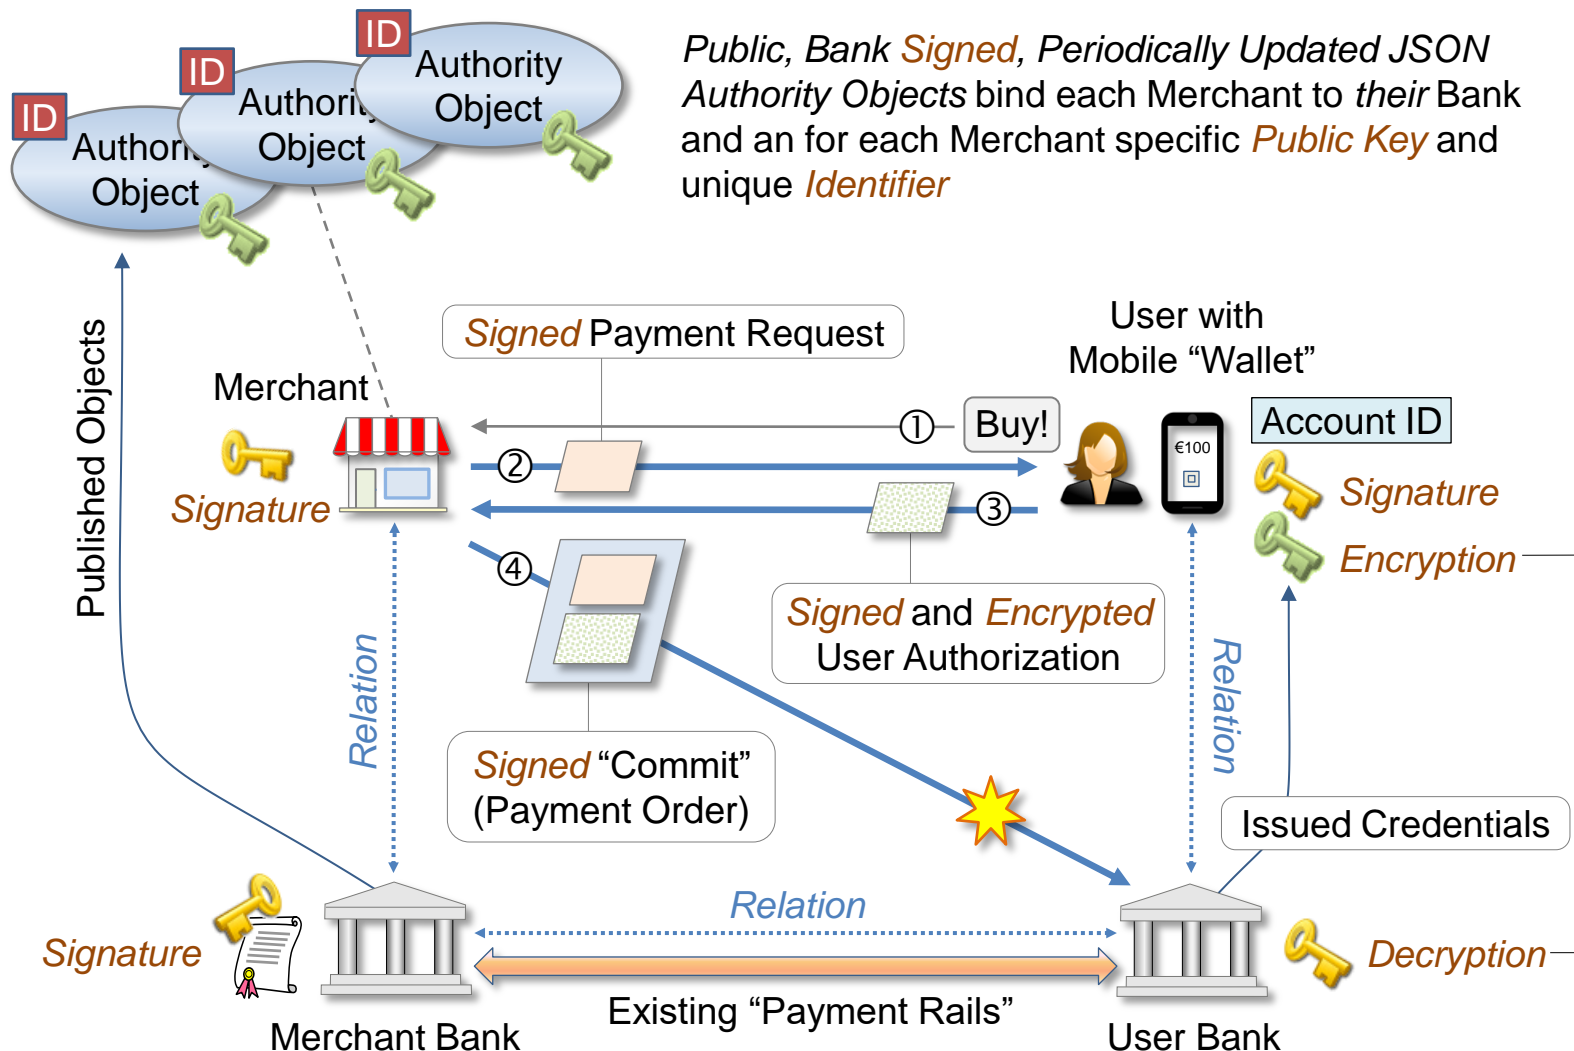 ID
Authority
Object
ID
Authority
Object
ID
Authority
Object
Public, Bank Signed, Periodically Updated JSON
Authority Objects bind each Merchant to their Bank
and an for each Merchant specific Public Key and
unique Identifier
Published Objects
Signed Payment Request
User with
Mobile “Wallet”
Merchant
Signature
①
Buy!
②
€100
Account ID
Signature
③
Encryption
④
Signed and Encrypted
User Authorization
Relation
Relation
Signed “Commit”
(Payment Order)
Issued Credentials
Relation
Signature
Decryption
Existing “Payment Rails”
Merchant Bank
User Bank